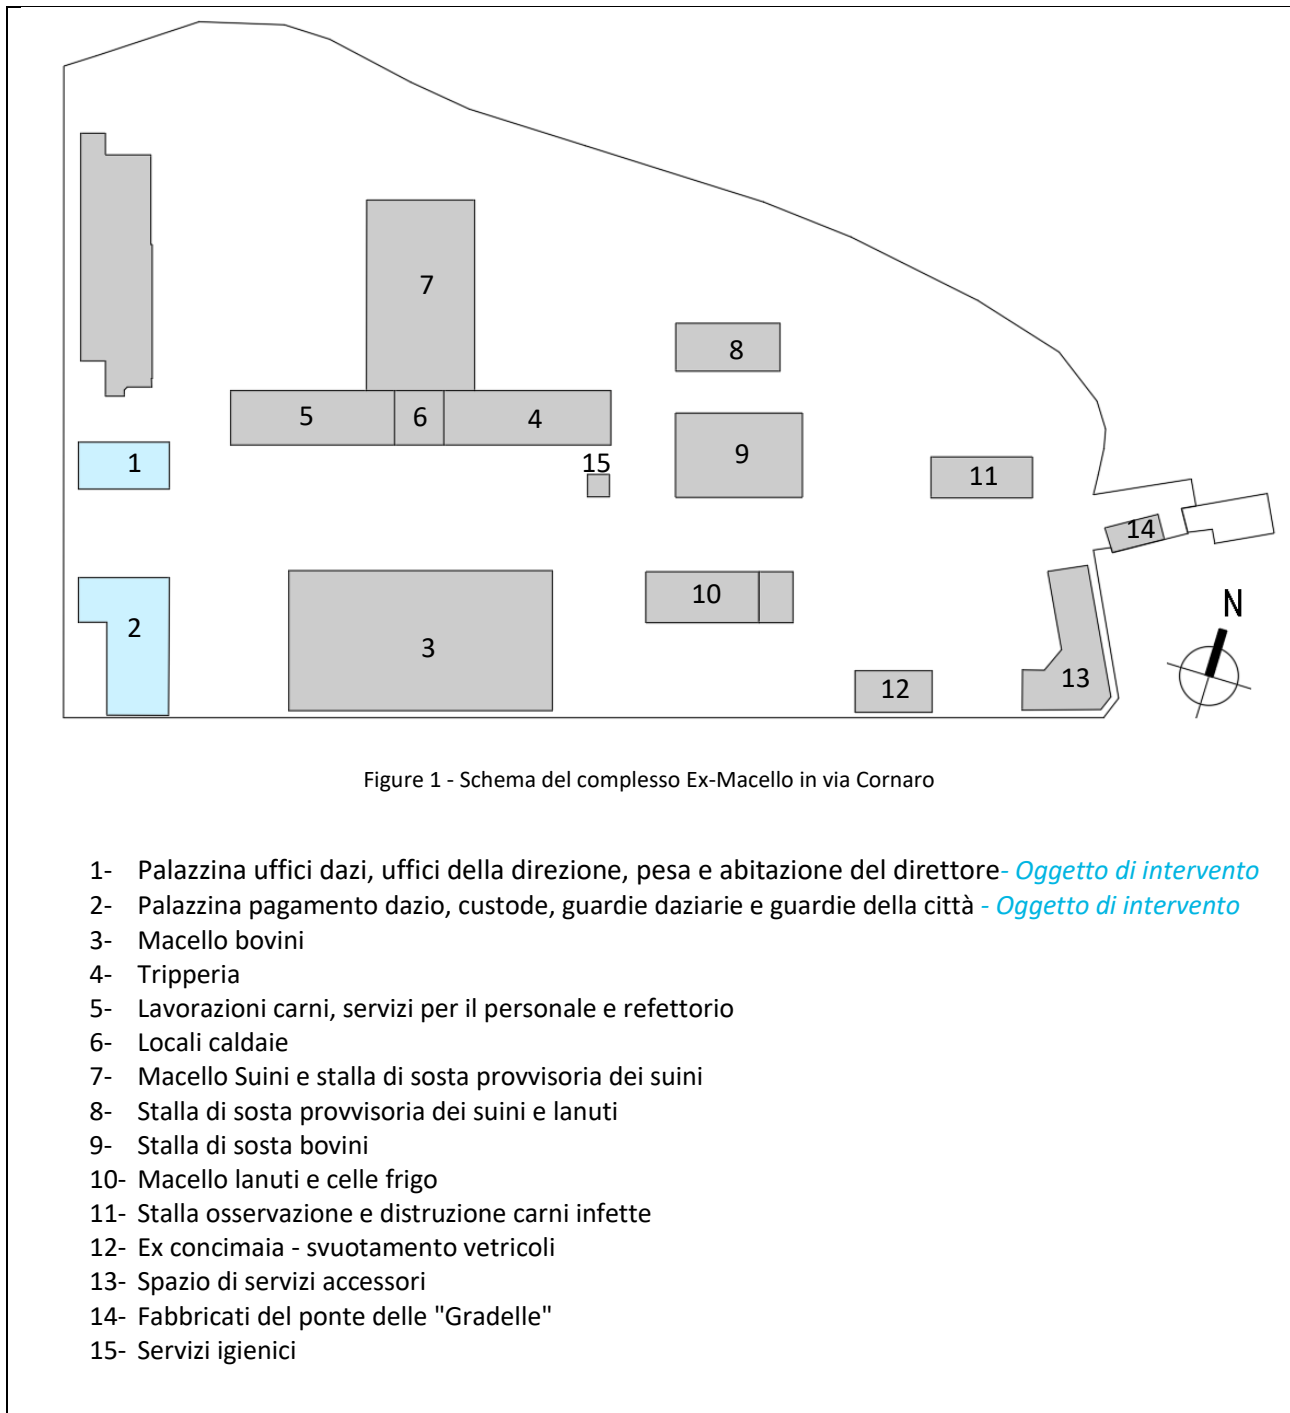 7
8
5
6
4
9
1
15
11
14
10
N
2
3
13
12
Figure 1 - Schema del complesso Ex-Macello in via Cornaro
1- Palazzina uffici dazi, uffici della direzione, pesa e abitazione del direttore- Oggetto di intervento
2- Palazzina pagamento dazio, custode, guardie daziarie e guardie della città - Oggetto di intervento
3- Macello bovini
4- Tripperia
5- Lavorazioni carni, servizi per il personale e refettorio
6- Locali caldaie
7- Macello Suini e stalla di sosta provvisoria dei suini
8- Stalla di sosta provvisoria dei suini e lanuti
9- Stalla di sosta bovini
10- Macello lanuti e celle frigo
11- Stalla osservazione e distruzione carni infette
12- Ex concimaia - svuotamento vetricoli
13- Spazio di servizi accessori
14- Fabbricati del ponte delle "Gradelle"
15- Servizi igienici